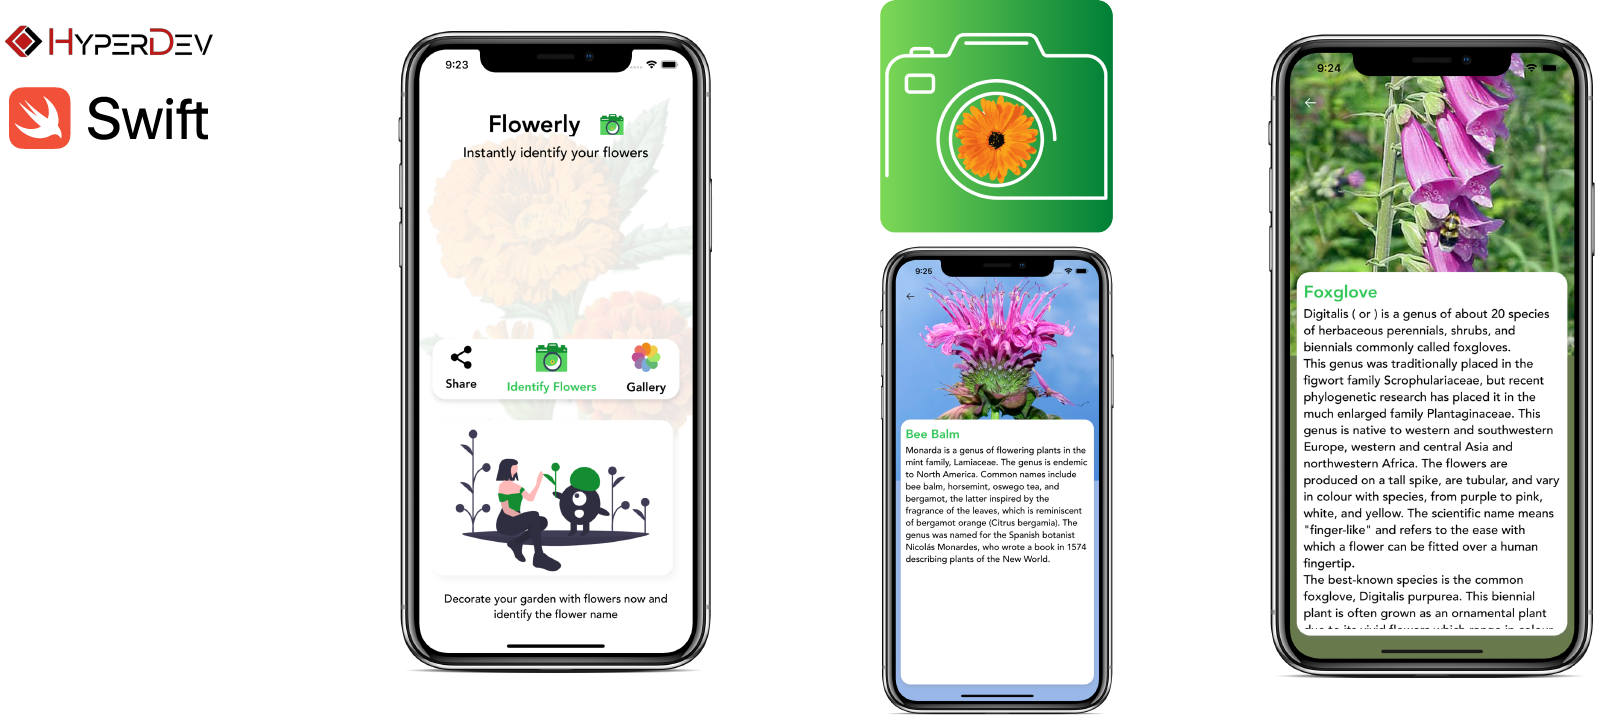 HYPERDEV
Swift
9:23
Flowerly
Instantly identify your flowers
Share
Identify Flowers
Gallery
Decorate your garden with flowers now and
identify the flower name
9:25
Bee Balm
Monarda is a genus of flowering plants in the
mint family, Lamiaceae. The genus is endemic
to North America. Common names include
bee balm, horsemint, oswego tea, and
bergamot, the latter inspired by the
fragrance of the leaves, which is reminiscent
of bergamot orange (Citrus bergamia). The
genus was named for the Spanish botanist
Nicolás Monardes, who wrote a book in 1574
describing plants of the New World.
9:24
Foxglove
Digitalis ( or ) is a genus of about 20 species
of herbaceous perennials, shrubs, and
biennials commonly called foxgloves.
This genus was traditionally placed in the
figwort family Scrophulariaceae, but recent
phylogenetic research has placed it in the
much enlarged family Plantaginaceae. This
genus is native to western and southwestern
Europe, western and central Asia and
northwestern Africa. The flowers are
produced on a tall spike, are tubular, and vary
in colour with species, from purple to pink,
white, and yellow. The scientific name means
"finger-like" and refers to the ease with
which a flower can be fitted over a human
fingertip.
The best-known species is the common
foxglove, Digitalis purpurea. This biennial
plant is often grown as an ornamental plant
due to its vivid flowers which range in colour